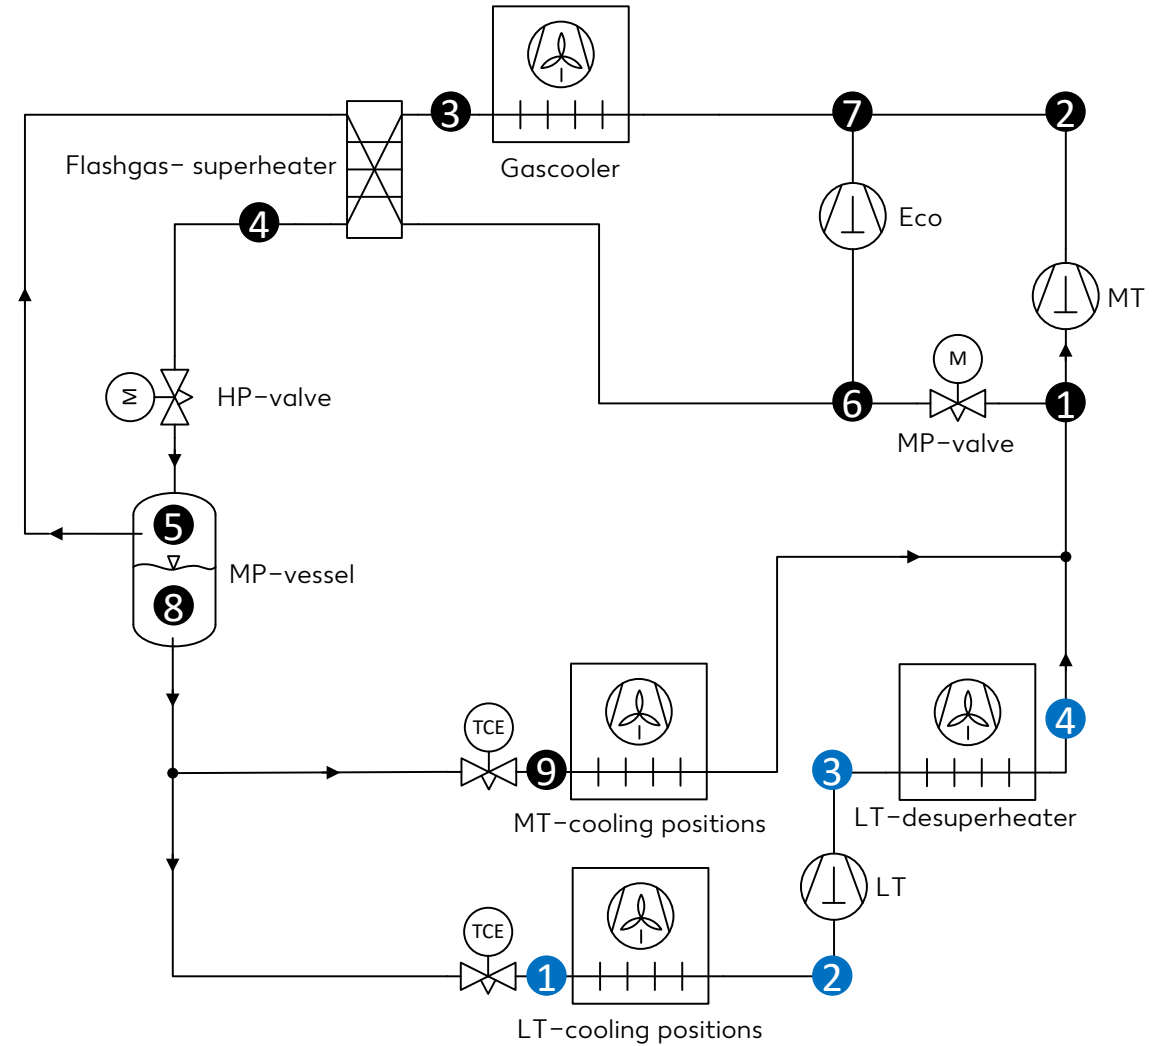 3
7
2
Flashgas- superheater
Gascooler
4
Eco
MT
M
M
HP-valve
6
1
MP-valve
5
MP-vessel
8
TCE
9
3
4
MT-cooling positions
LT-desuperheater
LT
TCE
1
2
LT-cooling positions